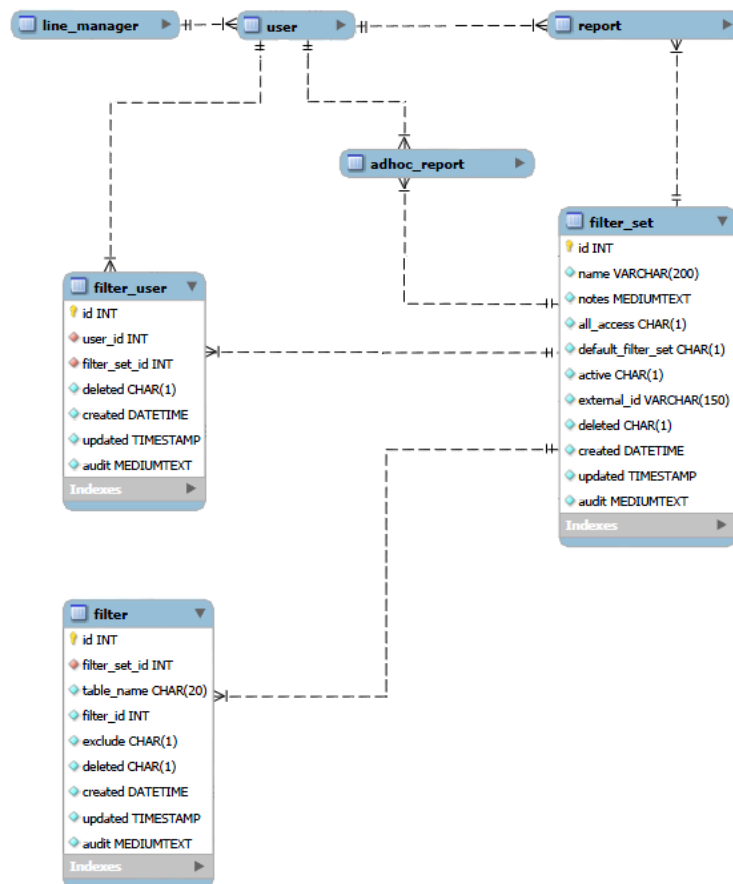 line_manager
user
report
adhoc_report
filter_set
id INT
name VARCHAR(200)
notes MEDIUMTEXT
all_access CHAR(1)
default_filter_set CHAR(1)
active CHAR(1)
external_id VARCHAR(150)
deleted CHAR(1)
created DATETIME
updated TIMESTAMP
audit MEDIUMTEXT
Indexes
filter_user
id INT
user_id INT
filter_set_id INT
deleted CHAR(1)
created DATETIME
updated TIMESTAMP
audit MEDIUMTEXT
Indexes
filter
id INT
filter_set_id INT
table_name CHAR(20)
filter_id INT
exclude CHAR(1)
deleted CHAR(1)
created DATETIME
updated TIMESTAMP
audit MEDIUMTEXT
Indexes